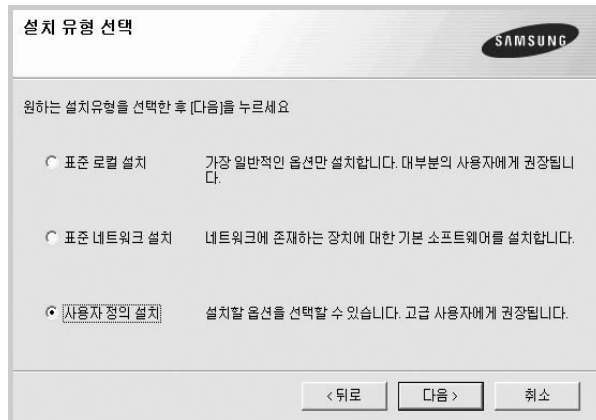 설치 유형 선택
SAMSUNG
원하는 설치유형을 선택한 후 [다음]을 누르세요
표준 로컬 설치 가장 일반적인 옵션만 설치합니다. 대부분의 사용자에게 권장됩니
다.
표준 네트워크 설치 네트워크에 존재하는 장치에 대한 기본 소프트웨어를 설치합니다.
사용자 정의 설치 설치할 옵션을 선택할 수 있습니다. 고급 사용자에게 권장됩니다.
< 뒤로 다음 > 취소